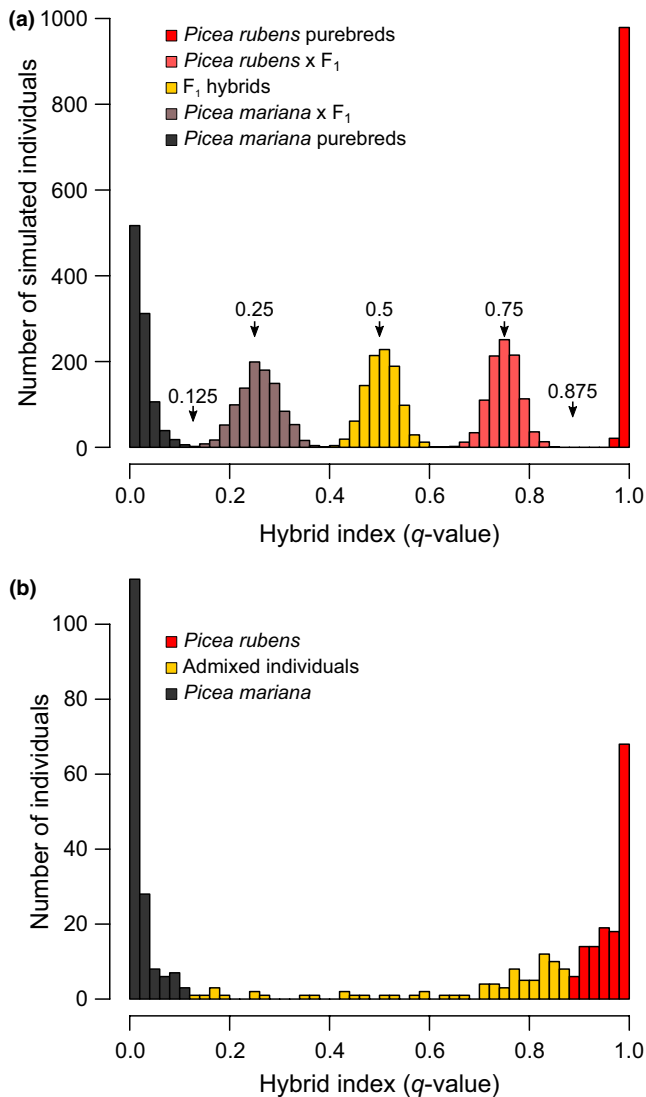 (a)
1000
800
600
400
200
0
Number of simulated individuals
Picea rubens purebreds
Picea rubens x F₁
F₁ hybrids
Picea mariana x F₁
Picea mariana purebreds
0.125
0.25
0.5
0.75
0.875
0.0 0.2 0.4 0.6 0.8 1.0
Hybrid index (q-value)
(b)
100
80
60
40
20
0
Number of individuals
Picea rubens
Admixed individuals
Picea mariana
0.0 0.2 0.4 0.6 0.8 1.0
Hybrid index (q-value)